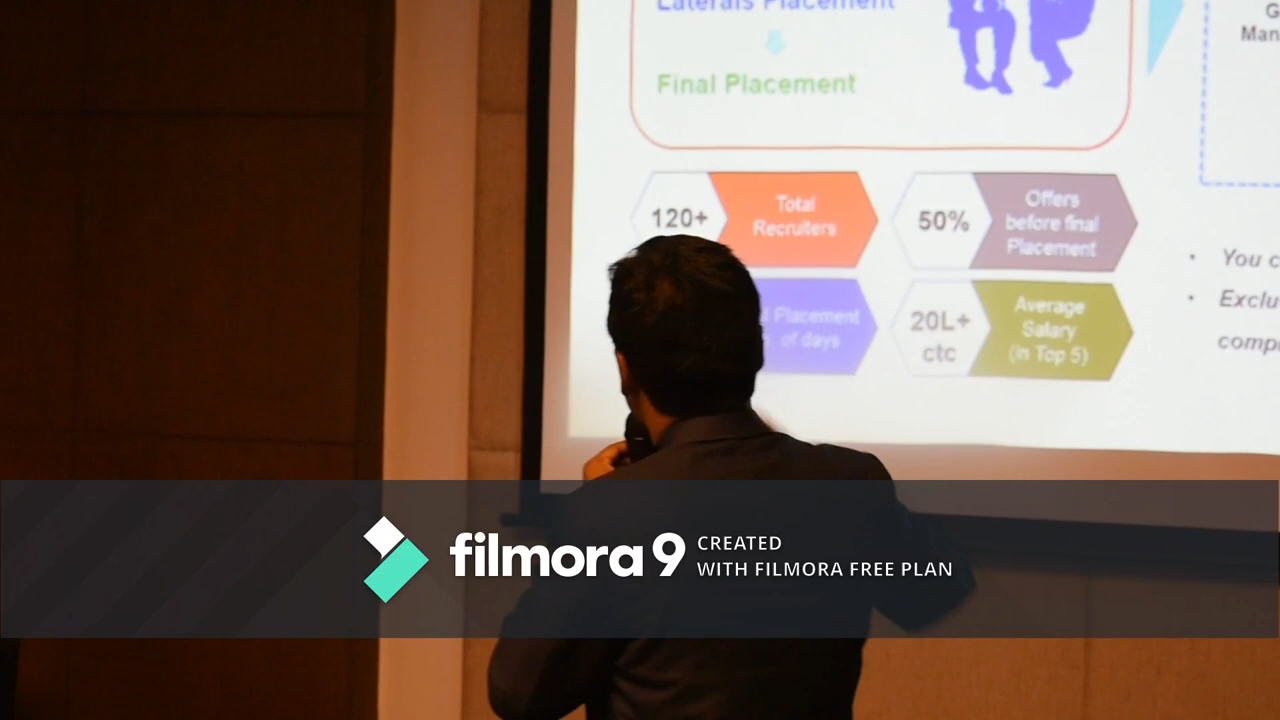 Laterals Placement
Final Placement
G
Man
120+
Total
Recruiters
50%
Offers
before final
Placement
Placement
of days
20L+
ctc
Average
Salary
(in Top 5)
• You c
• Exclu
comp
filmora9
CREATED
WITH FILMORA FREE PLAN